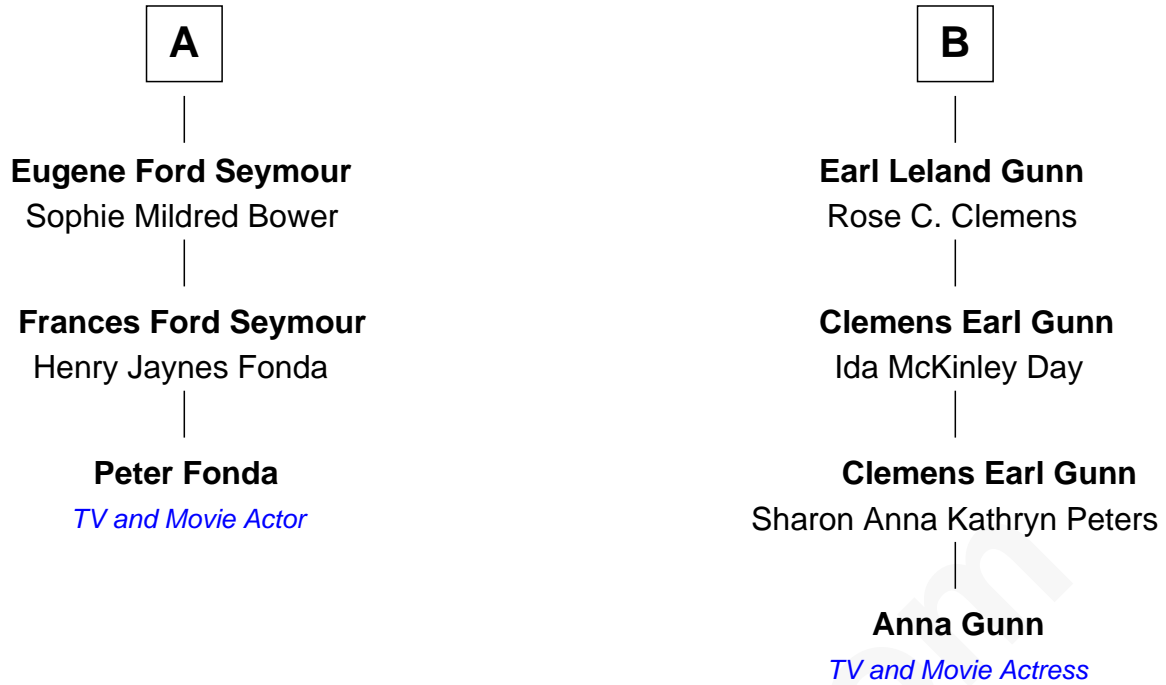 A
Eugene Ford Seymour
Sophie Mildred Bower
Frances Ford Seymour
Henry Jaynes Fonda
Peter Fonda
TV and Movie Actor
B
Earl Leland Gunn
Rose C. Clemens
Clemens Earl Gunn
Ida McKinley Day
Clemens Earl Gunn
Sharon Anna Kathryn Peters
Anna Gunn
TV and Movie Actress